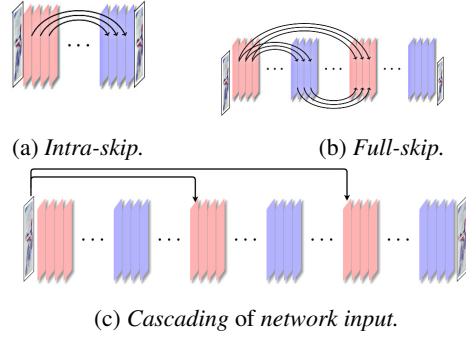 (a) Intra-skip.
(b) Full-skip.
(c) Cascading of network input.